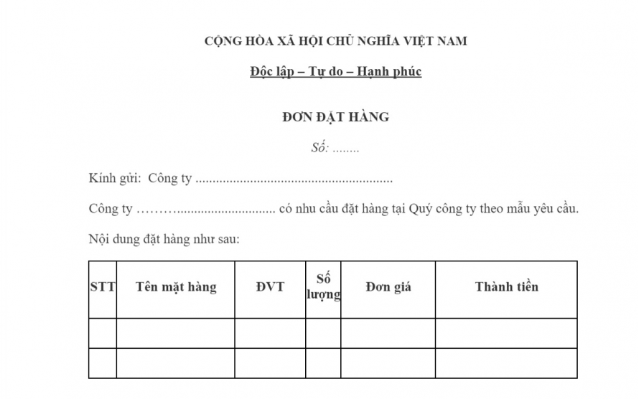 CỘNG HÒA XÃ HỘI CHỦ NGHĨA VIỆT NAM
Độc lập – Tự do – Hạnh phúc
ĐƠN ĐẶT HÀNG
Số: ........
Kính gửi: Công ty ..........................................................
Công ty ………............................. có nhu cầu đặt hàng tại Quý công ty theo mẫu yêu cầu.
Nội dung đặt hàng như sau:
STT Tên mặt hàng ĐVT Số lượng Đơn giá Thành tiền